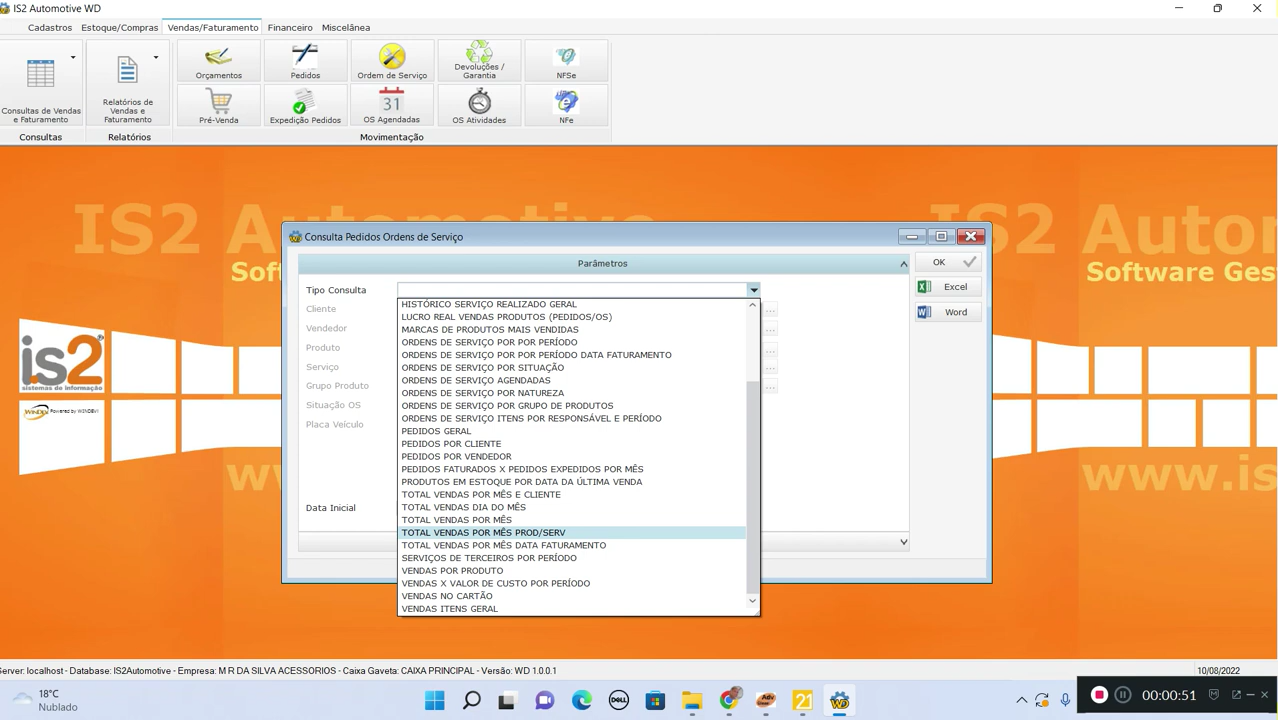 IS2 Automotive WD
Cadastros Estoque/Compras Vendas/Faturamento Financeiro Miscelânea
Consultas de Vendas e Faturamento
Relatórios de Vendas e Faturamento
Orçamentos
Pedidos
Ordem de Serviço
Devoluções / Garantia
NFSe
Pré-Venda
Expedição Pedidos
31
OS Agendadas
OS Atividades
NFe
Consultas Relatórios Movimentação
IS2 Automotive
IS2 Autom
Sof
Software Ges
Consulta Pedidos Ordens de Serviço
Parâmetros
OK
Excel
Word
Tipo Consulta
Cliente
Vendedor
Produto
Serviço
Grupo Produto
Situação OS
Placa Veículo
Data Inicial
HISTÓRICO SERVIÇO REALIZADO GERAL
LUCRO REAL VENDAS PRODUTOS (PEDIDOS/OS)
MARCAS DE PRODUTOS MAIS VENDIDAS
ORDENS DE SERVIÇO POR POR PERÍODO
ORDENS DE SERVIÇO POR POR PERÍODO DATA FATURAMENTO
ORDENS DE SERVIÇO POR SITUAÇÃO
ORDENS DE SERVIÇO AGENDADAS
ORDENS DE SERVIÇO POR NATUREZA
ORDENS DE SERVIÇO POR GRUPO DE PRODUTOS
ORDENS DE SERVIÇO ITENS POR RESPONSÁVEL E PERÍODO
PEDIDOS GERAL
PEDIDOS POR CLIENTE
PEDIDOS POR VENDEDOR
PEDIDOS FATURADOS X PEDIDOS EXPEDIDOS POR MÊS
PRODUTOS EM ESTOQUE POR DATA DA ÚLTIMA VENDA
TOTAL VENDAS POR MÊS E CLIENTE
TOTAL VENDAS DIA DO MÊS
TOTAL VENDAS POR MÊS
TOTAL VENDAS POR MÊS PROD/SERV
TOTAL VENDAS POR MÊS DATA FATURAMENTO
SERVIÇOS DE TERCEIROS POR PERÍODO
VENDAS POR PRODUTO
VENDAS X VALOR DE CUSTO POR PERÍODO
VENDAS NO CARTÃO
VENDAS ITENS GERAL
is2
sistemas de informação
WINDEV Powered by WINDEV!
www.is
Server: localhost - Database: IS2Automotive - Empresa: M R DA SILVA ACESSORIOS - Caixa Gaveta: CAIXA PRINCIPAL - Versão: WD 1.0.0.1
10/08/2022
18°C
Nublado
DELL
21
WD
00:00:51